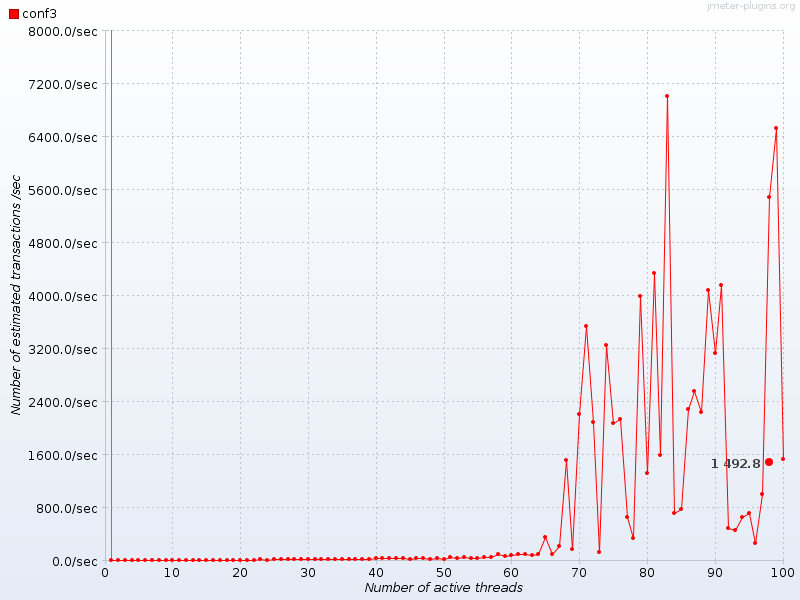 jmeter-plugins.org
conf3
8000.0/sec
7200.0/sec
6400.0/sec
5600.0/sec
4800.0/sec
4000.0/sec
3200.0/sec
2400.0/sec
1600.0/sec
800.0/sec
0.0/sec
Number of estimated transactions /sec
1 492.8
0 10 20 30 40 50 60 70 80 90 100
Number of active threads